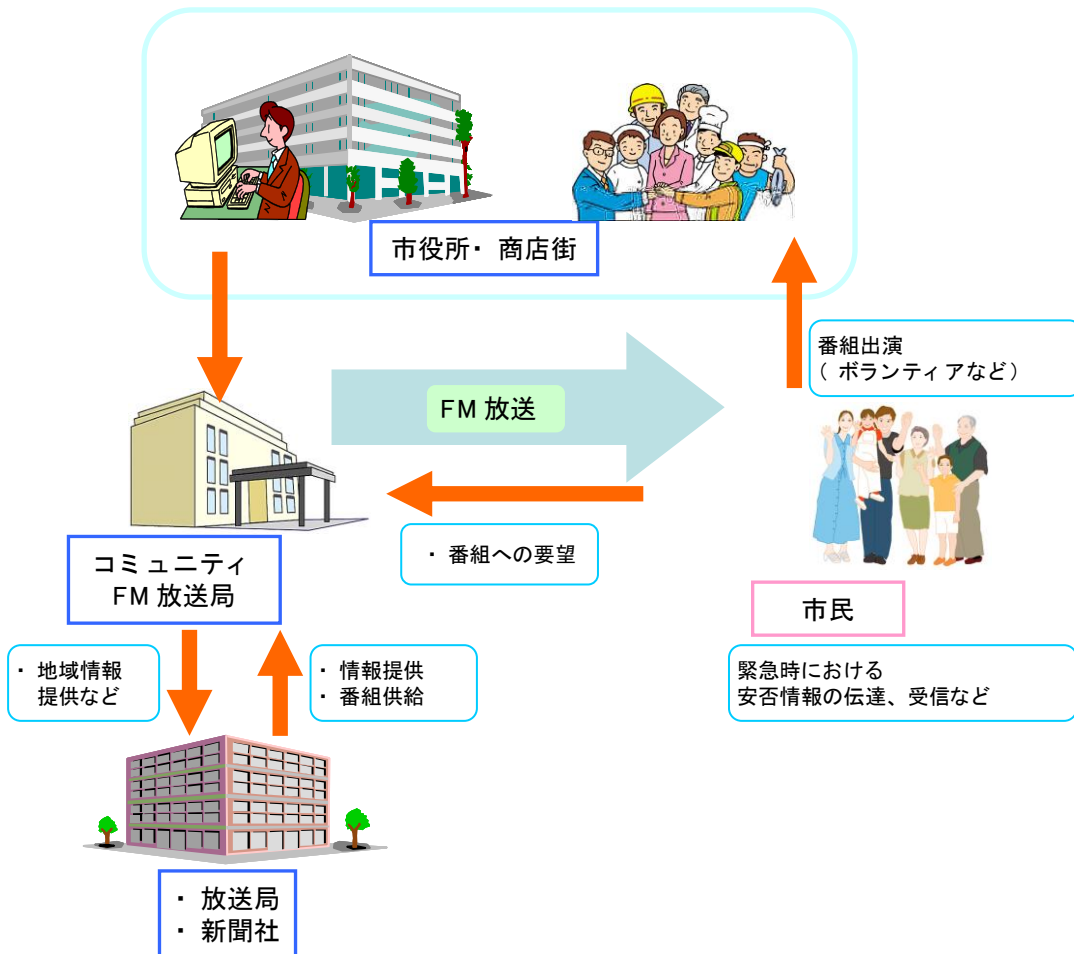 市役所・ 商店街
番組出演
( ボランティアなど)
FM 放送
・ 番組への要望
コミュニティ
FM 放送局
市民
・ 地域情報
提供など
・ 情報提供
・ 番組供給
緊急時における
安否情報の伝達、受信など
・ 放送局
・ 新聞社